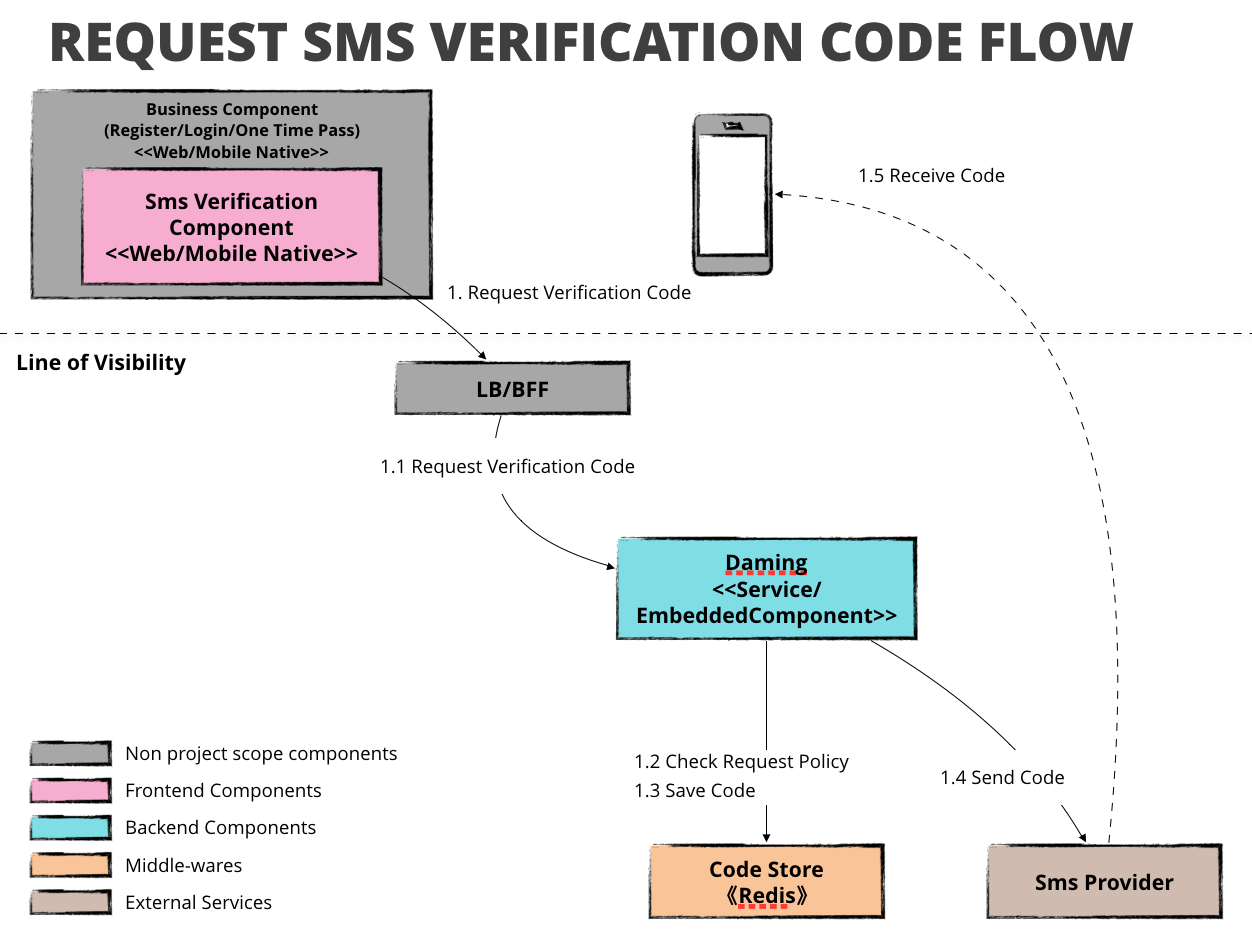 REQUEST SMS VERIFICATION CODE FLOW
Business Component
(Register/Login/One Time Pass)
<<Web/Mobile Native>>
Sms Verification
Component
<<Web/Mobile Native>>
1.5 Receive Code
1. Request Verification Code
Line of Visibility
LB/BFF
1.1 Request Verification Code
Daming
<<Service/
EmbeddedComponent>>
1.2 Check Request Policy
1.3 Save Code
1.4 Send Code
Code Store
《Redis》
Sms Provider
Non project scope components
Frontend Components
Backend Components
Middle-wares
External Services